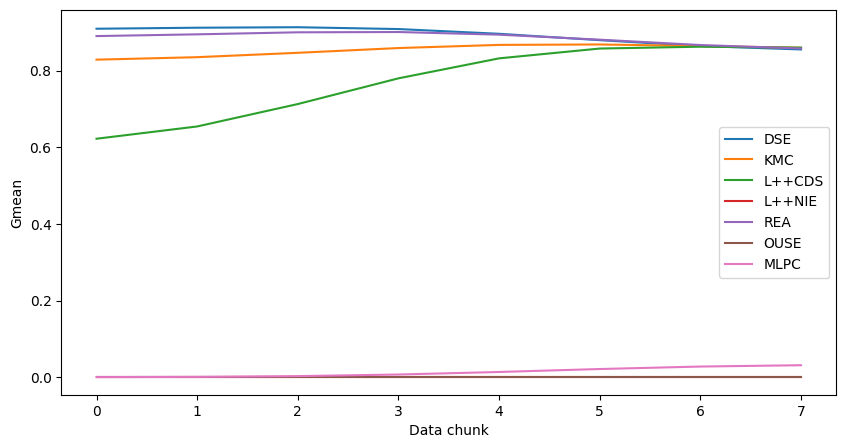 0.8
0.6
0.4
0.2
0.0
Gmean
0 1 2 3 4 5 6 7
Data chunk
DSE
KMC
L++CDS
L++NIE
REA
OUSE
MLPC